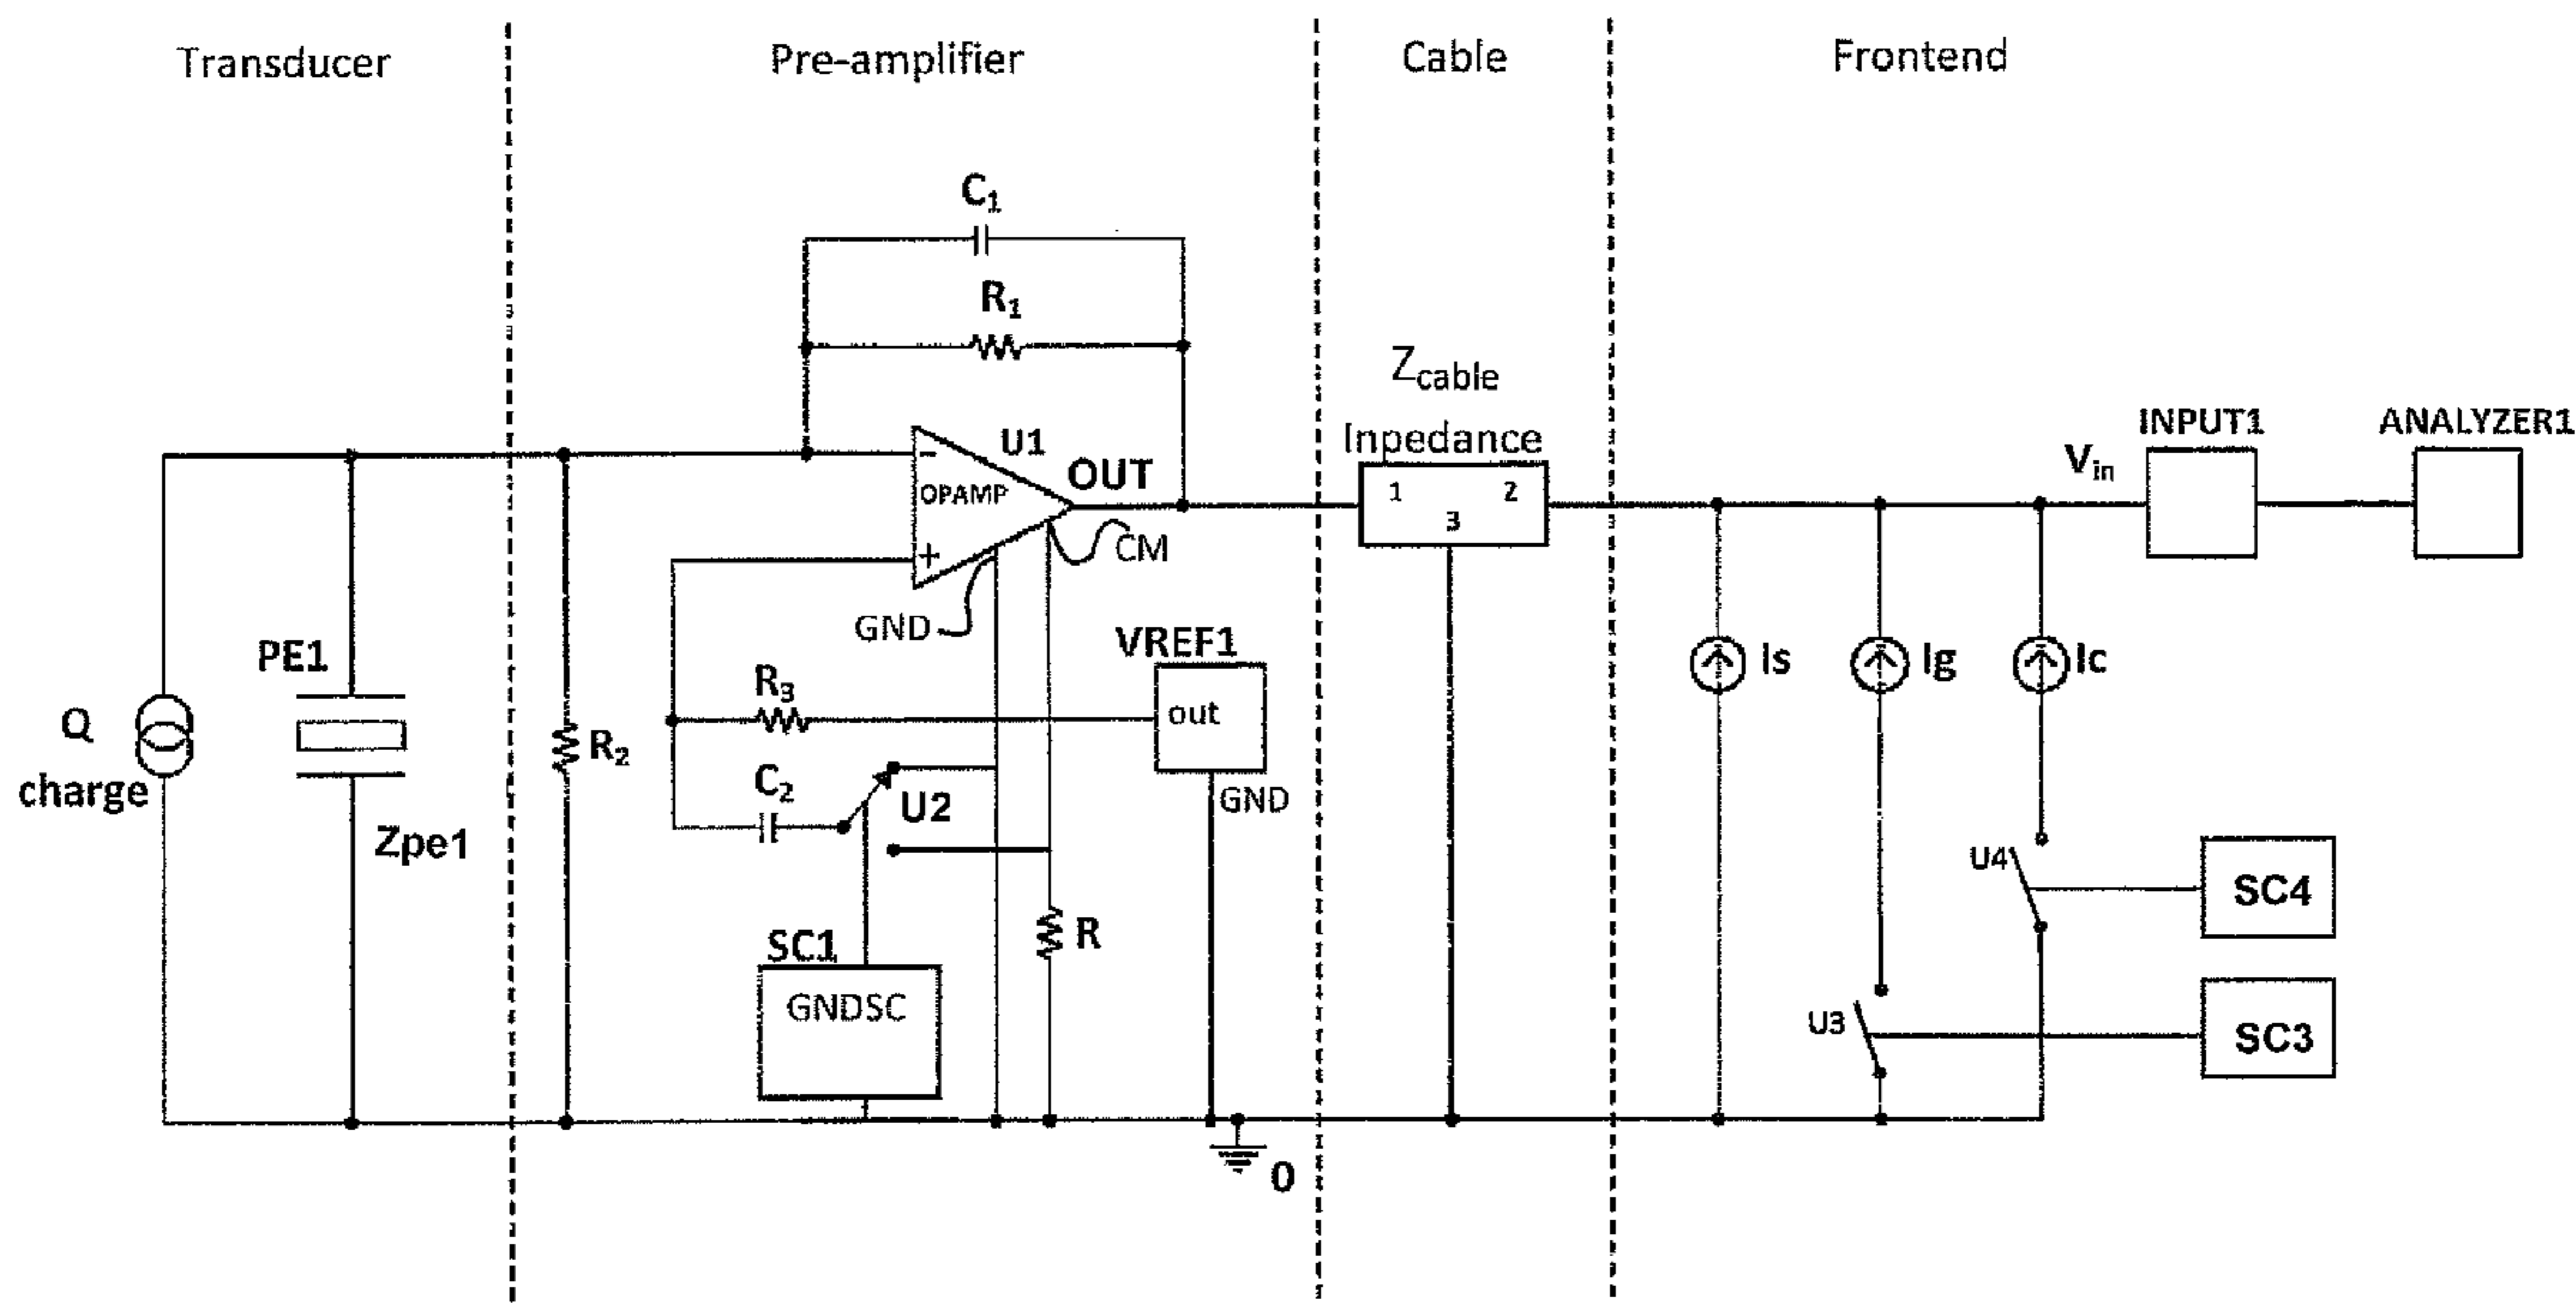 Transducer
Pre-amplifier
Cable
Frontend
C1
R1
Zcable
Inpedance
1 2
3
U1
OUT
-
OPAMP
+
CM
GND
Vin
INPUT1
ANALYZER1
PE1
Q
charge
Zpe1
R2
R3
C2
U2
VREF1
out
GND
Is
Ig
Ic
SC1
GNDSC
R
U4
SC4
U3
SC3
0